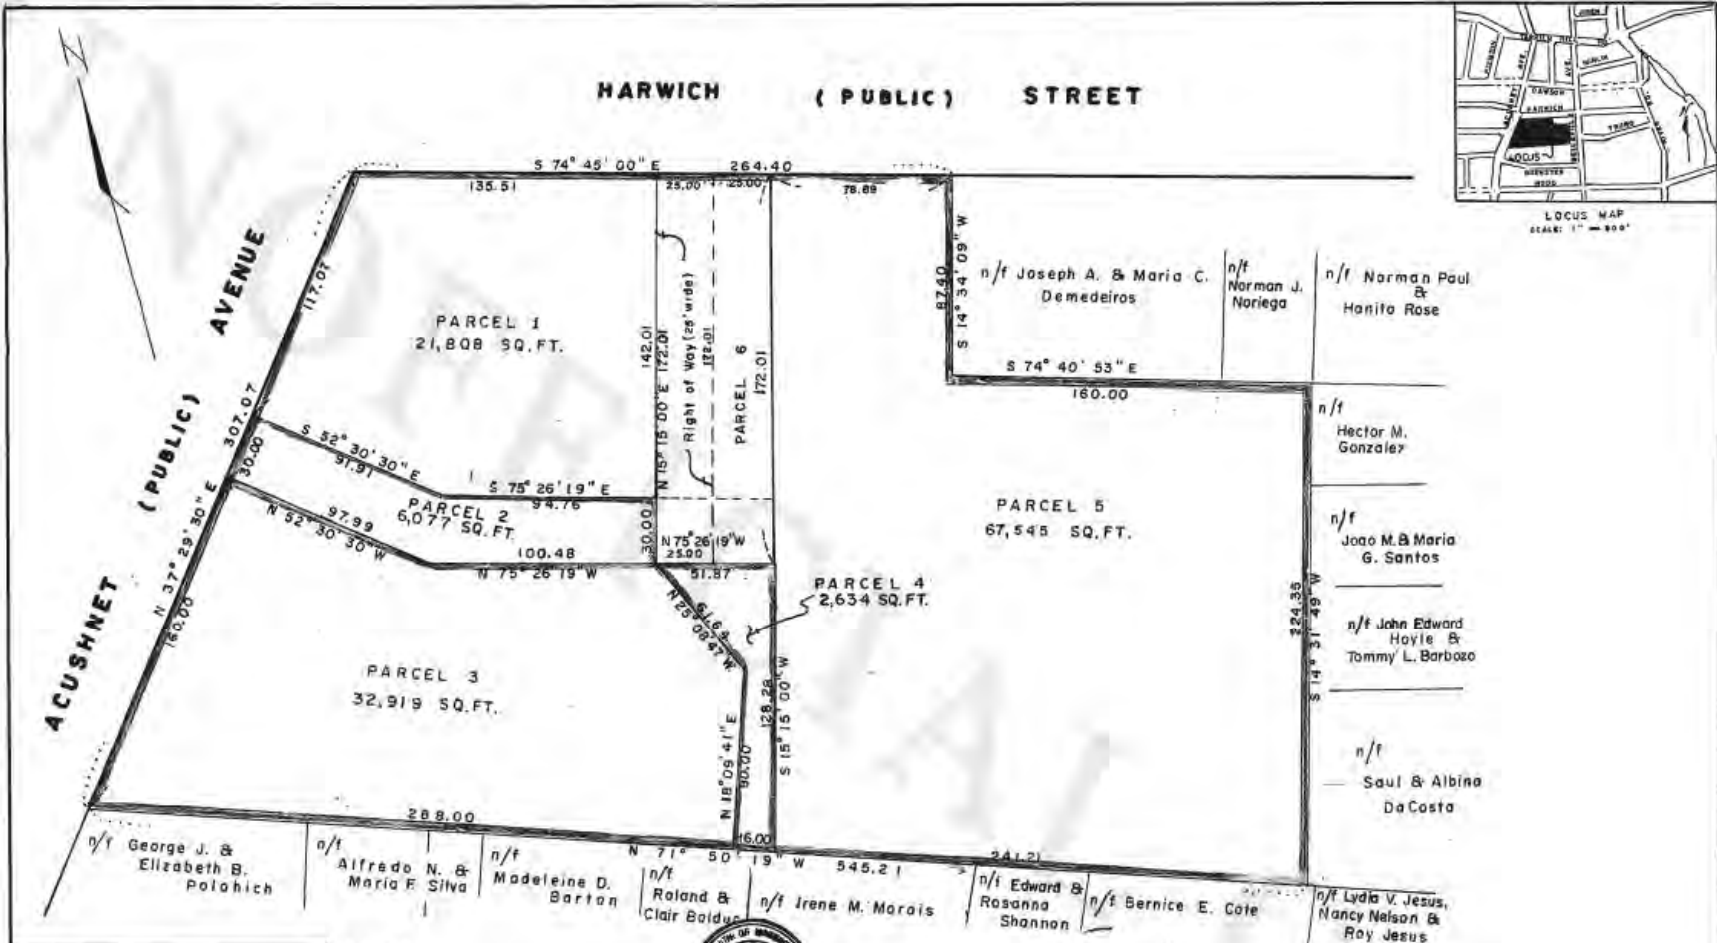 HARWICH (PUBLIC) STREET
S 74° 45' 00" E 264.40
135.51
25.00
25.00
78.89
LOCUS
DAWSON
HARWICH
LOCUS MAP
ACUSHNET (PUBLIC) AVENUE
N 37° 29' 30" E
307.07
117.07
30.00
160.00
PARCEL 1
21,808 SQ.FT.
142.01
N 15° 15' 00" E 172.01
Right of Way (25' wide)
172.01
PARCEL 6
172.01
87.40
S 14° 34' 09" W
n/f Joseph A. & Maria C.
Demedeiros
n/f
Norman J.
Noriega
n/f Norman Paul
&
Hanita Rose
S 74° 40' 53" E
160.00
S 52° 30' 30" E
91.91
S 75° 26' 19" E
94.76
PARCEL 2
6,077 SQ.FT.
97.99
N 52° 30' 30" W
100.48
N 75° 26' 19" W
30.00
N 75° 26' 19" W
25.00
51.87
PARCEL 5
67,545 SQ.FT.
n/f
Hector M.
Gonzalez
n/f
Joao M. & Maria
G. Santos
n/f John Edward
Hoyle &
Tommy L. Barbozo
n/f
Saul & Albina
DaCosta
PARCEL 4
2,634 SQ.FT.
61.69
N 25° 08' 47" W
PARCEL 3
32,919 SQ.FT.
N 18° 09' 41" E
90.00
128.28
S 15° 15' 00" W
224.35
S 14° 31' 49" W
288.00
16.00
N 71° 50' 19" W 545.21
241.21
n/f George J. &
Elizabeth B.
Polohich
n/f
Alfredo N. &
Maria F. Silva
n/f
Madeleine D.
Barton
n/f
Roland &
Clair Bolduc
n/f Irene M. Morais
n/f Edward &
Rosanna
Shannon
n/f Bernice E. Cote
n/f Lydia V. Jesus,
Nancy Nelson &
Roy Jesus